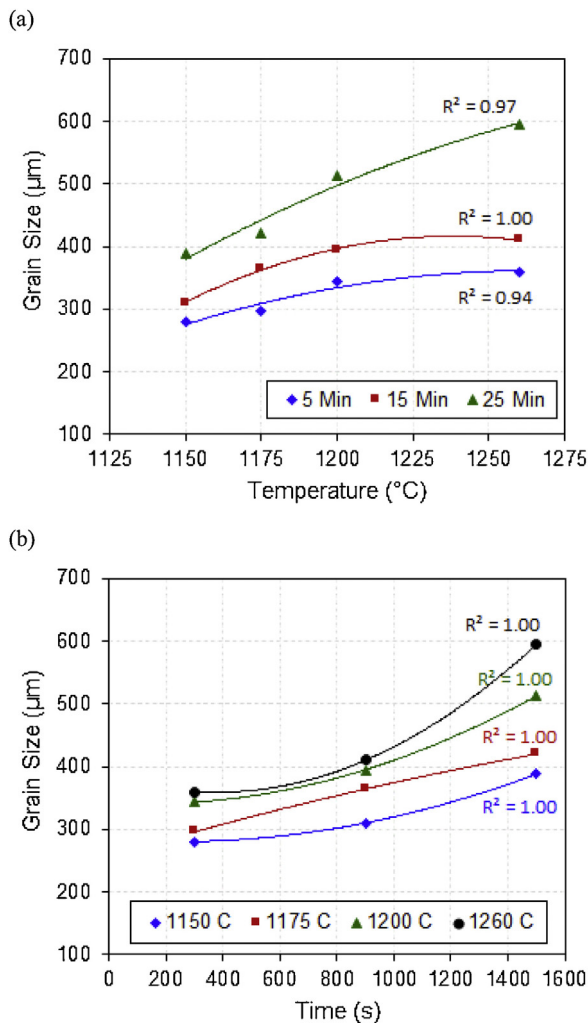 (a)
700
600
500
400
300
200
100
Grain Size (µm)
R² = 0.97
R² = 1.00
R² = 0.94
5 Min 15 Min 25 Min
1125 1150 1175 1200 1225 1250 1275
Temperature (°C)
(b)
700
600
500
400
300
200
100
Grain Size (µm)
R² = 1.00
R² = 1.00
R² = 1.00
R² = 1.00
1150 C 1175 C 1200 C 1260 C
0 200 400 600 800 1000 1200 1400 1600
Time (s)